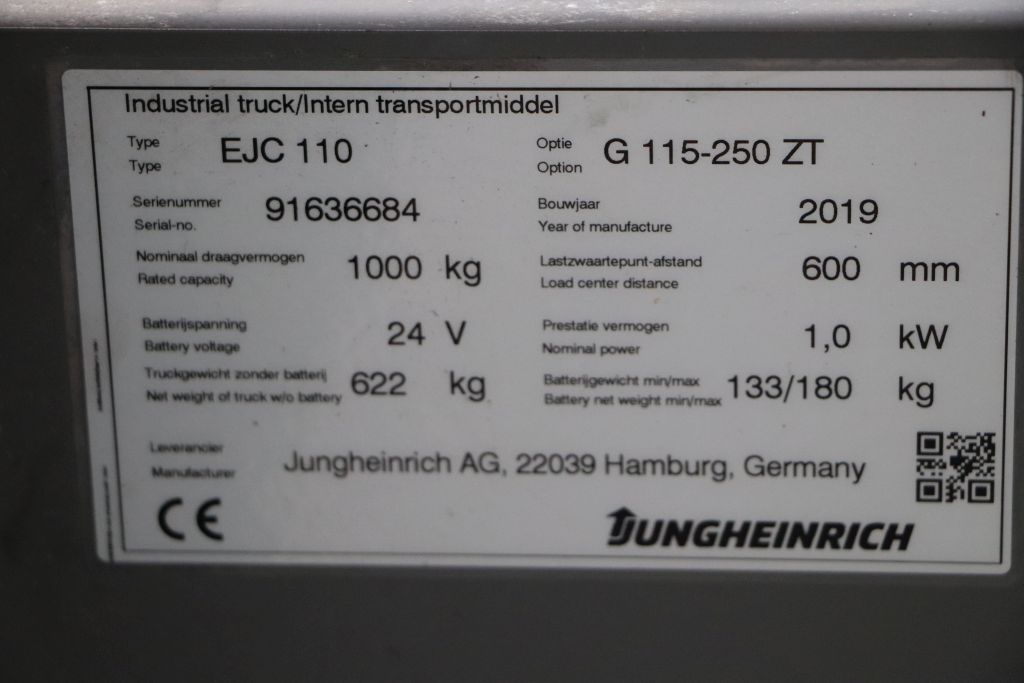 Industrial truck/Intern transportmiddel
Type
Type
EJC 110
Optie
Option
G 115-250 ZT
Serienummer
Serial-no.
91636684
Bouwjaar
Year of manufacture
2019
Nominaal draagvermogen
Rated capacity
1000 kg
Lastzwaartepunt-afstand
Load center distance
600 mm
Batterijspanning
Battery voltage
24 V
Prestatie vermogen
Nominal power
1,0 kW
Truckgewicht zonder batterij
Net weight of truck w/o battery
622 kg
Batterijgewicht min/max
Battery net weight min/max
133/180 kg
Leverancier
Manufacturer
Jungheinrich AG, 22039 Hamburg, Germany
CE
JUNGHEINRICH